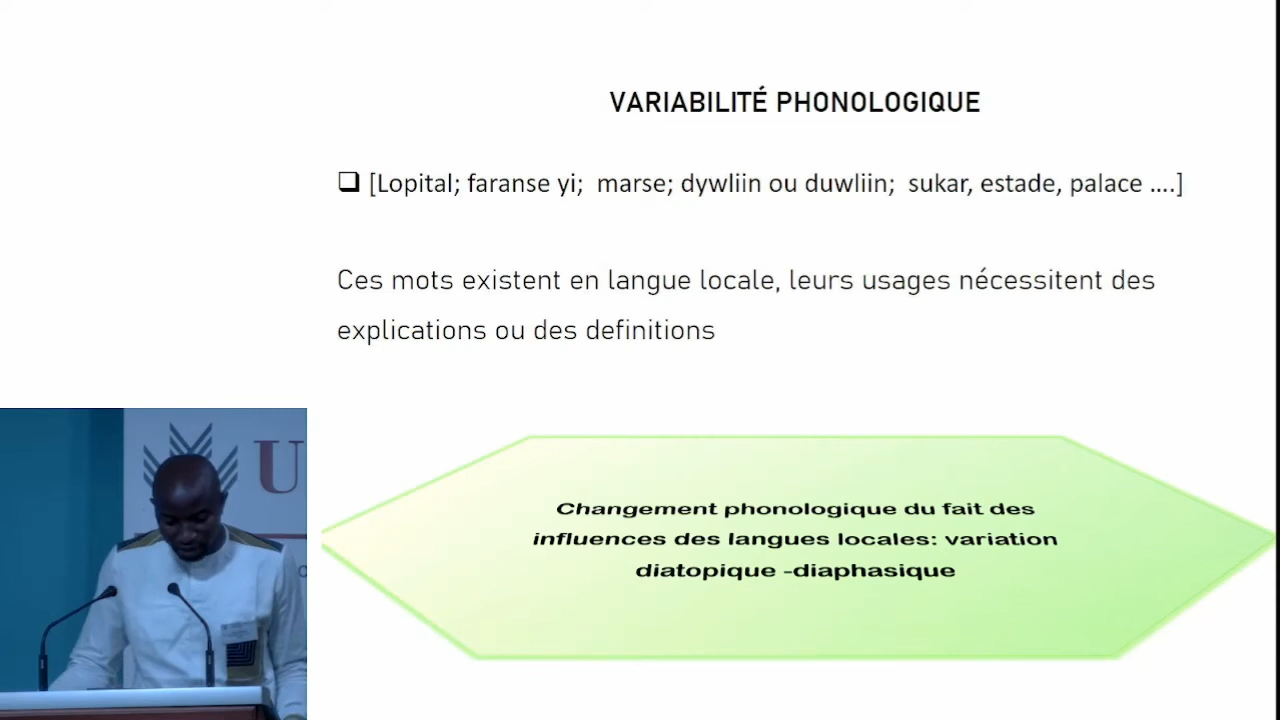 VARIABILITÉ PHONOLOGIQUE
❑ [Lopital; faranse yi; marse; dywliin ou duwliin; sukar, estade, palace ....]
Ces mots existent en langue locale, leurs usages nécessitent des
explications ou des definitions
Changement phonologique du fait des
influences des langues locales: variation
diatopique -diaphasique
U